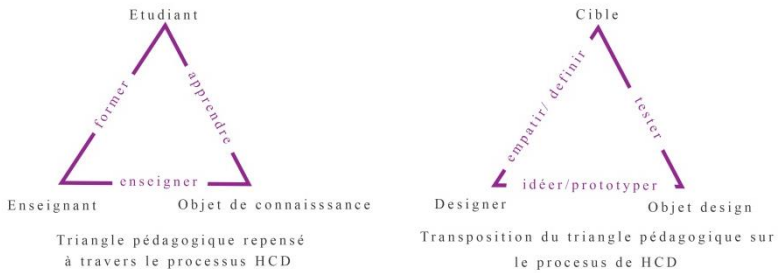 Etudiant
former
apprendre
enseigner
Enseignant
Objet de connaisssance
Triangle pédagogique repensé
à travers le processus HCD
Cible
empatir/ definir
tester
idéer/prototyper
Designer
Objet design
Transposition du triangle pédagogique sur
le procesus de HCD